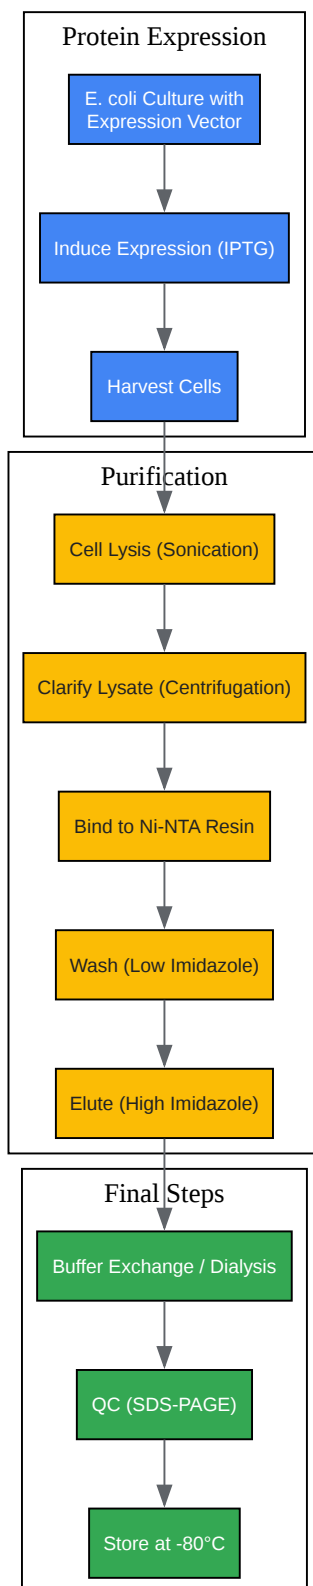 Protein Expression
E. coli Culture with
Expression Vector
Induce Expression (IPTG)
Harvest Cells
Purification
Cell Lysis (Sonication)
Clarify Lysate (Centrifugation)
Bind to Ni-NTA Resin
Wash (Low Imidazole)
Elute (High Imidazole)
Final Steps
Buffer Exchange / Dialysis
QC (SDS-PAGE)
Store at -80°C